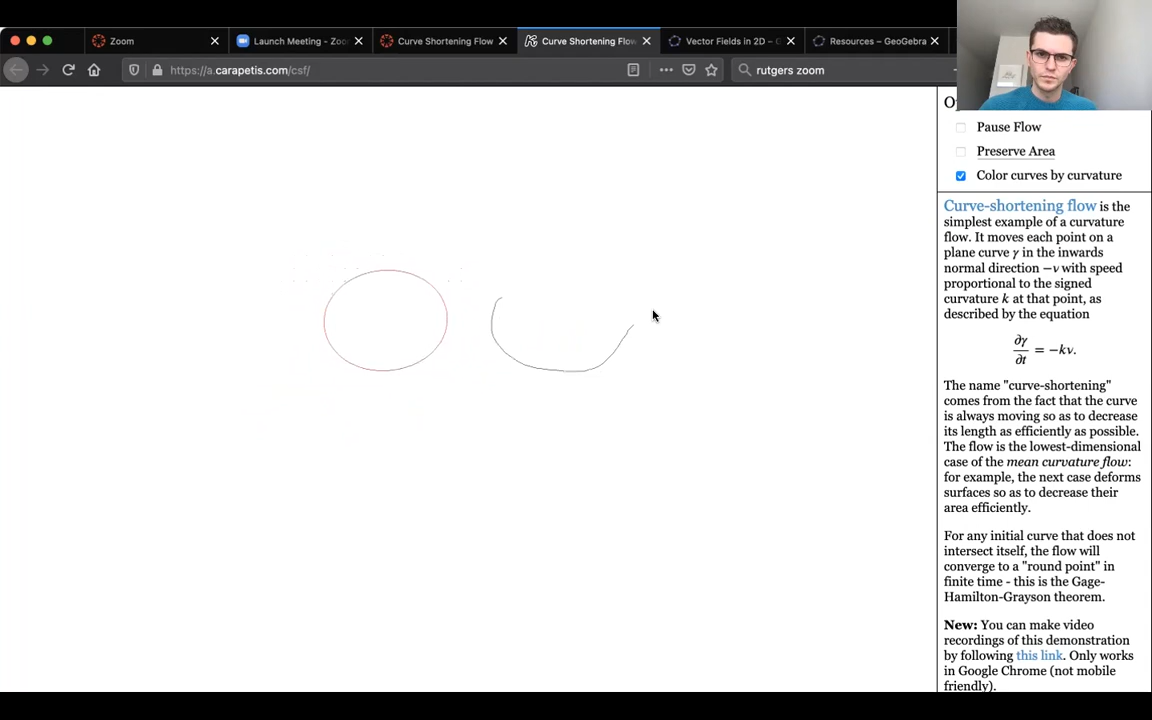 Zoom
Launch Meeting - Zoo
Curve Shortening Flow
Curve Shortening Flow
Vector Fields in 2D – G
Resources – GeoGebra
https://a.carapetis.com/csf/
rutgers zoom
Pause Flow
Preserve Area
Color curves by curvature
Curve-shortening flow is the
simplest example of a curvature
flow. It moves each point on a
plane curve γ in the inwards
normal direction −ν with speed
proportional to the signed
curvature k at that point, as
described by the equation
∂γ/∂t = −kν.
The name "curve-shortening"
comes from the fact that the curve
is always moving so as to decrease
its length as efficiently as possible.
The flow is the lowest-dimensional
case of the mean curvature flow:
for example, the next case deforms
surfaces so as to decrease their
area efficiently.
For any initial curve that does not
intersect itself, the flow will
converge to a "round point" in
finite time - this is the Gage-
Hamilton-Grayson theorem.
New: You can make video
recordings of this demonstration
by following this link. Only works
in Google Chrome (not mobile
friendly).